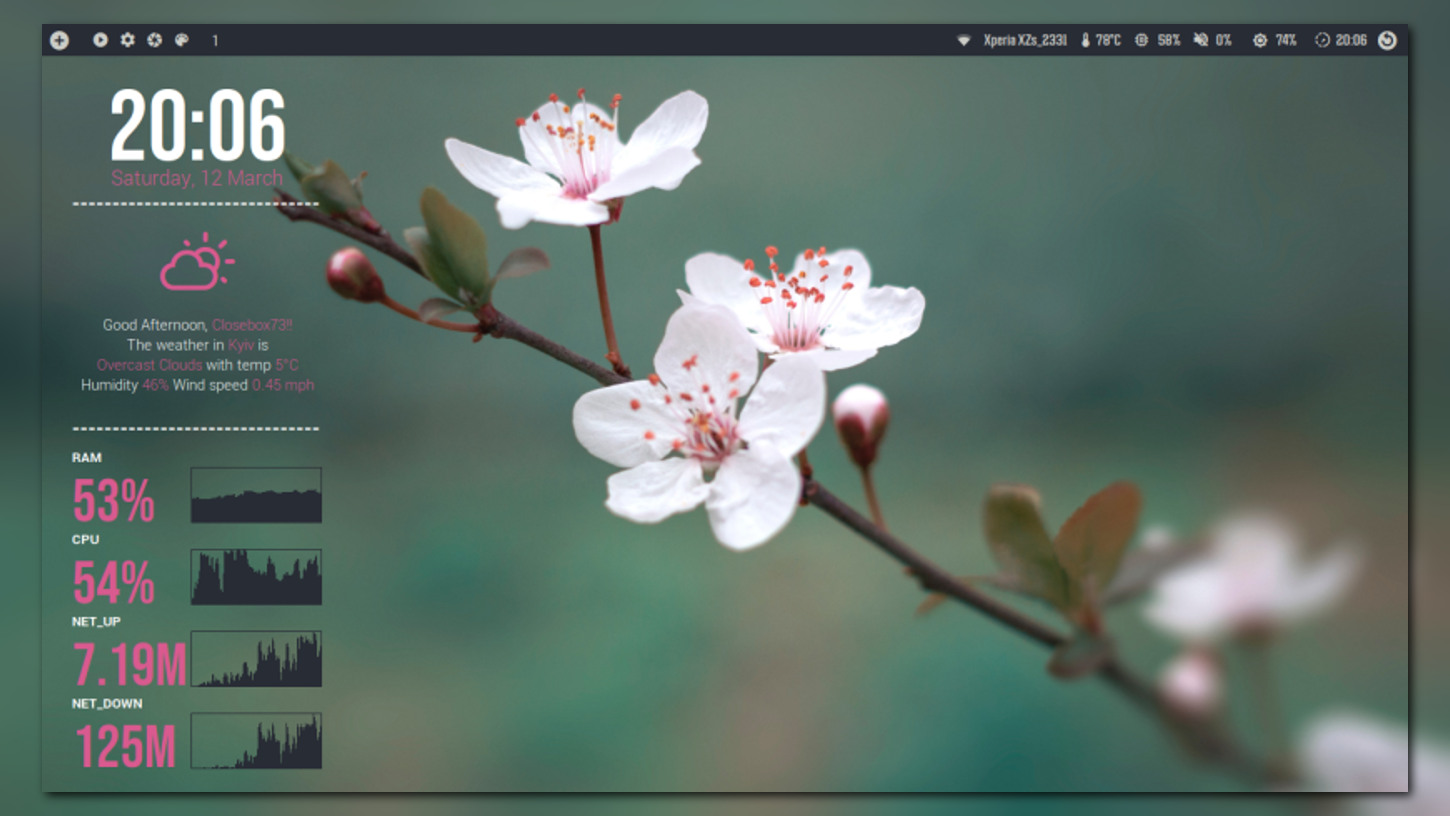 1 Xperia XZs_2331 78°C 58% 0% 74% 20:06
20:06
Saturday, 12 March
Good Afternoon, Closebox73!!
The weather in Kyiv is
Overcast Clouds with temp 5°C
Humidity 46% Wind speed 0.45 mph
RAM
53%
CPU
54%
NET_UP
7.19M
NET_DOWN
125M